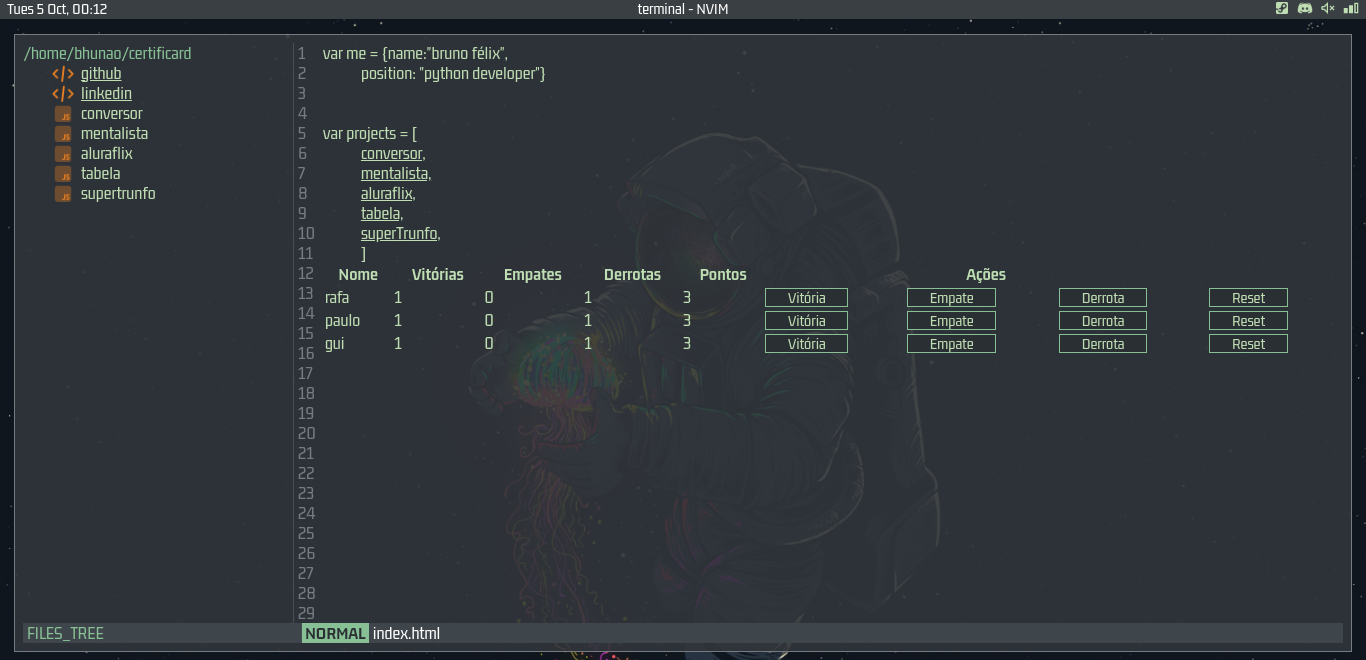 Tues 5 Oct, 00:12
terminal - NVIM
/home/bhunao/certificard
</> github
</> linkedin
JS conversor
JS mentalista
JS aluraflix
JS tabela
JS supertrunfo
1 var me = {name:"bruno félix",
2 position: "python developer"}
3
4
5 var projects = [
6 conversor,
7 mentalista,
8 aluraflix,
9 tabela,
10 superTrunfo,
11 ]
12 Nome Vitórias Empates Derrotas Pontos Ações
13 rafa 1 0 1 3 Vitória Empate Derrota Reset
14 paulo 1 0 1 3 Vitória Empate Derrota Reset
15 gui 1 0 1 3 Vitória Empate Derrota Reset
16
17
18
19
20
21
22
23
24
25
26
27
28
29
FILES_TREE
NORMAL index.html